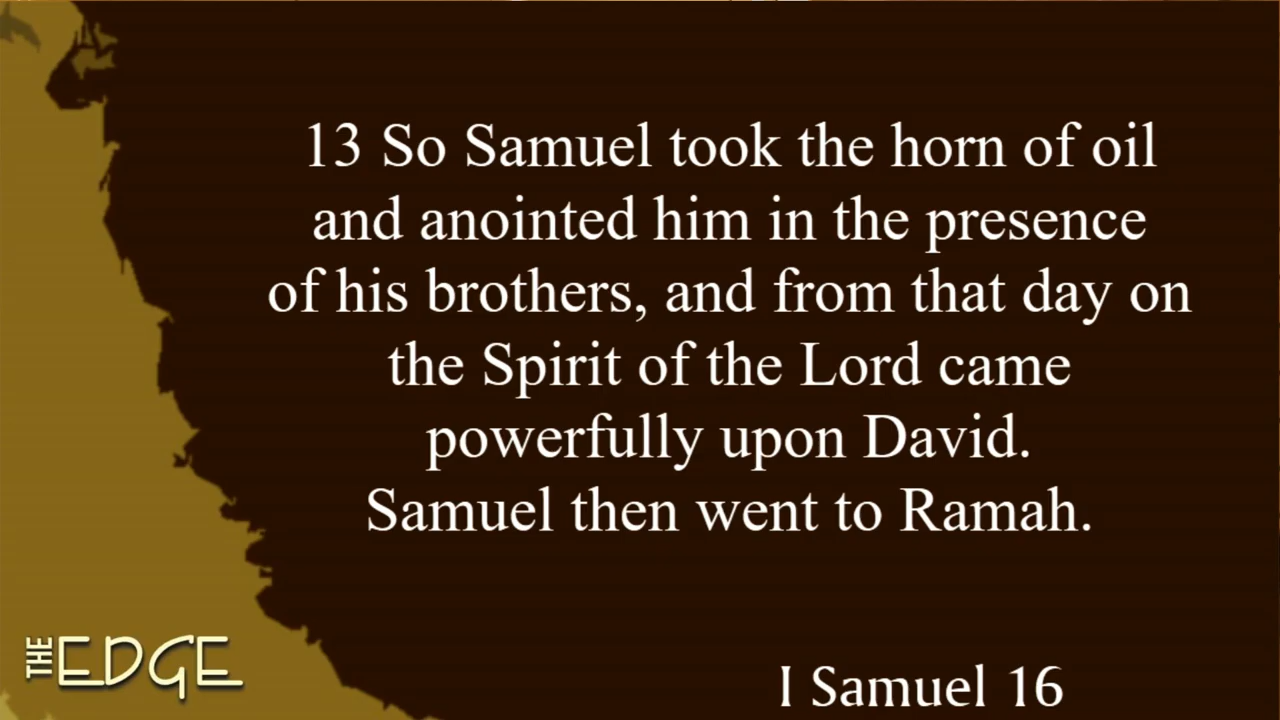 13 So Samuel took the horn of oil
and anointed him in the presence
of his brothers, and from that day on
the Spirit of the Lord came
powerfully upon David.
Samuel then went to Ramah.
THE EDGE
I Samuel 16